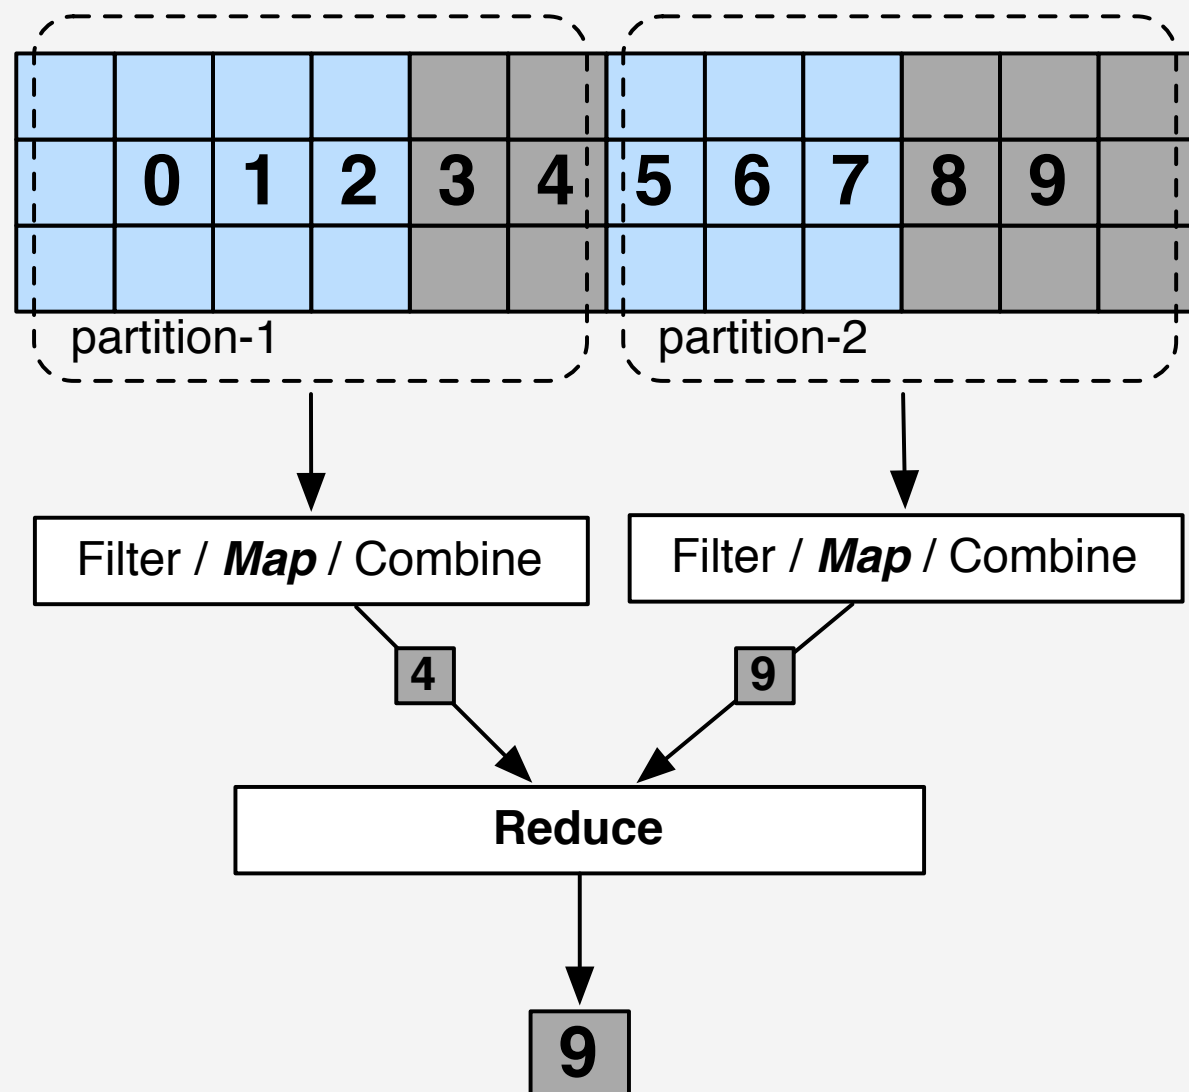 0 1 2 3 4 5 6 7 8 9
partition-1 partition-2
Filter / Map / Combine Filter / Map / Combine
4 9
Reduce
9